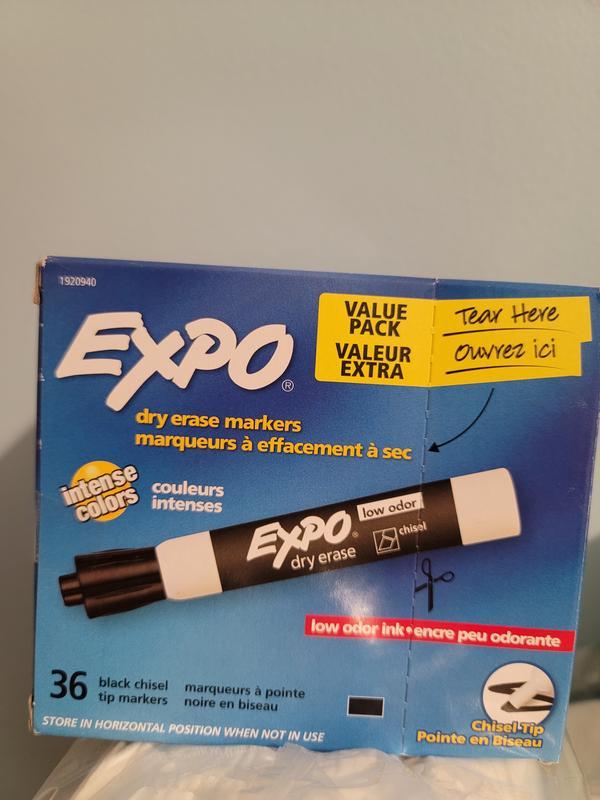 1920940
EXPO®
VALUE
PACK
VALEUR
EXTRA
Tear Here
Ouvrez ici
dry erase markers
marqueurs à effacement à sec
intense
colors
couleurs
intenses
EXPO®
dry erase
low odor
chisel
low odor ink•encre peu odorante
36
black chisel
tip markers
marqueurs à pointe
noire en biseau
STORE IN HORIZONTAL POSITION WHEN NOT IN USE
Chisel Tip
Pointe en Biseau